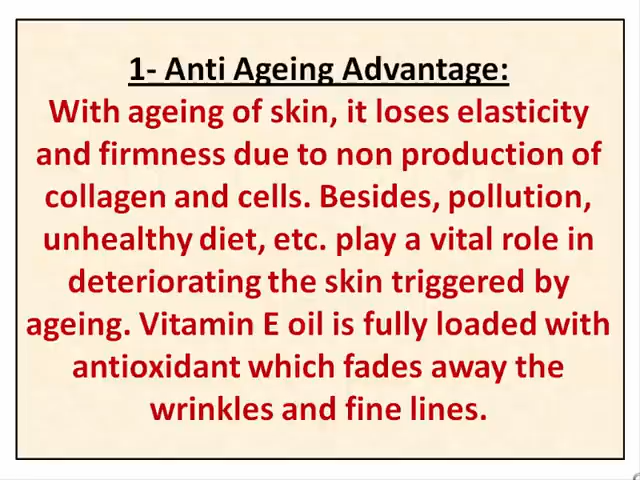 1- Anti Ageing Advantage:
With ageing of skin, it loses elasticity
and firmness due to non production of
collagen and cells. Besides, pollution,
unhealthy diet, etc. play a vital role in
deteriorating the skin triggered by
ageing. Vitamin E oil is fully loaded with
antioxidant which fades away the
wrinkles and fine lines.